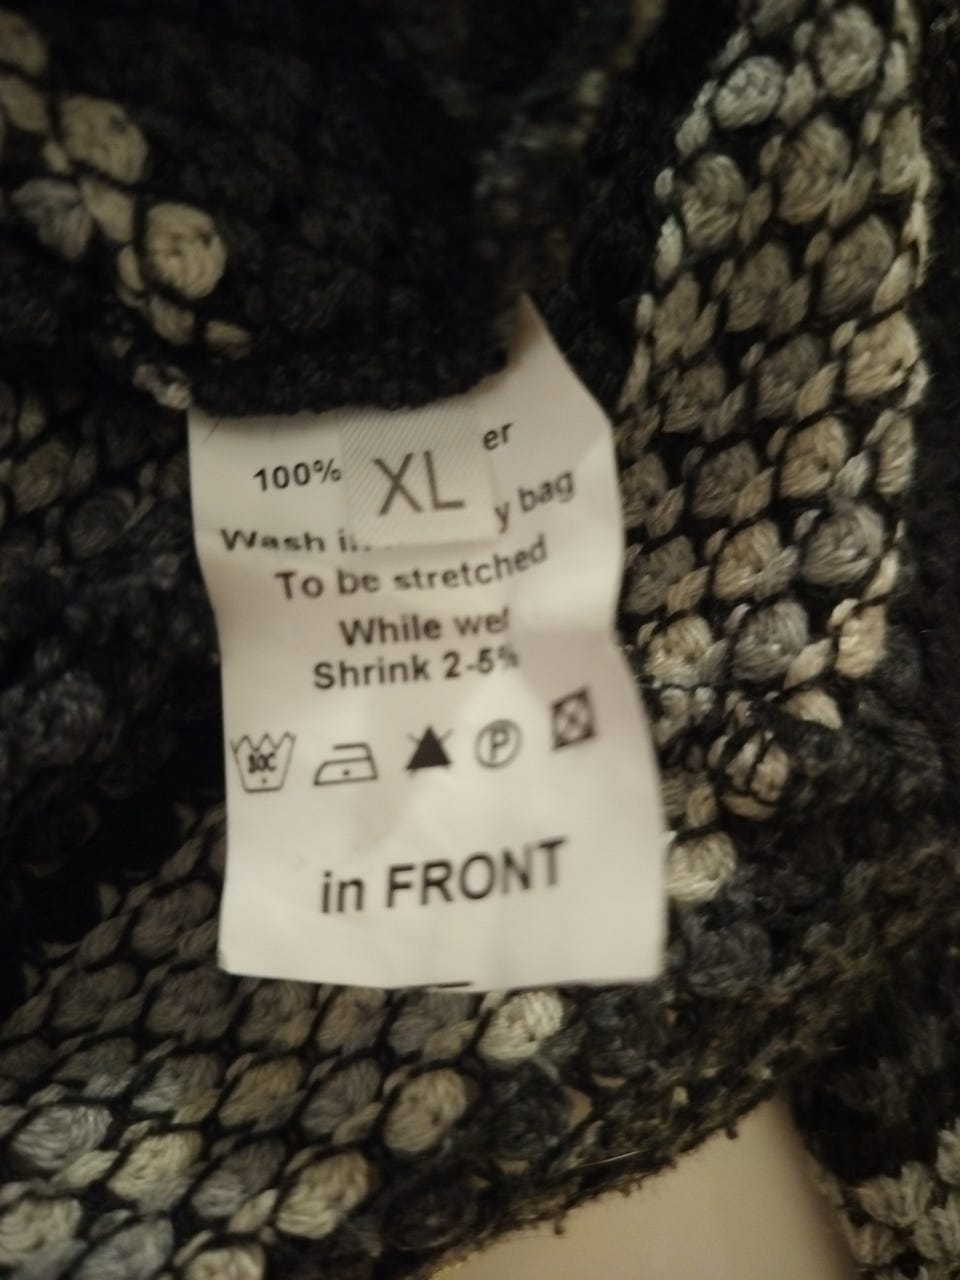 100% XL er
Wash i y bag
To be stretched
While wet
Shrink 2-5%
P
in FRONT